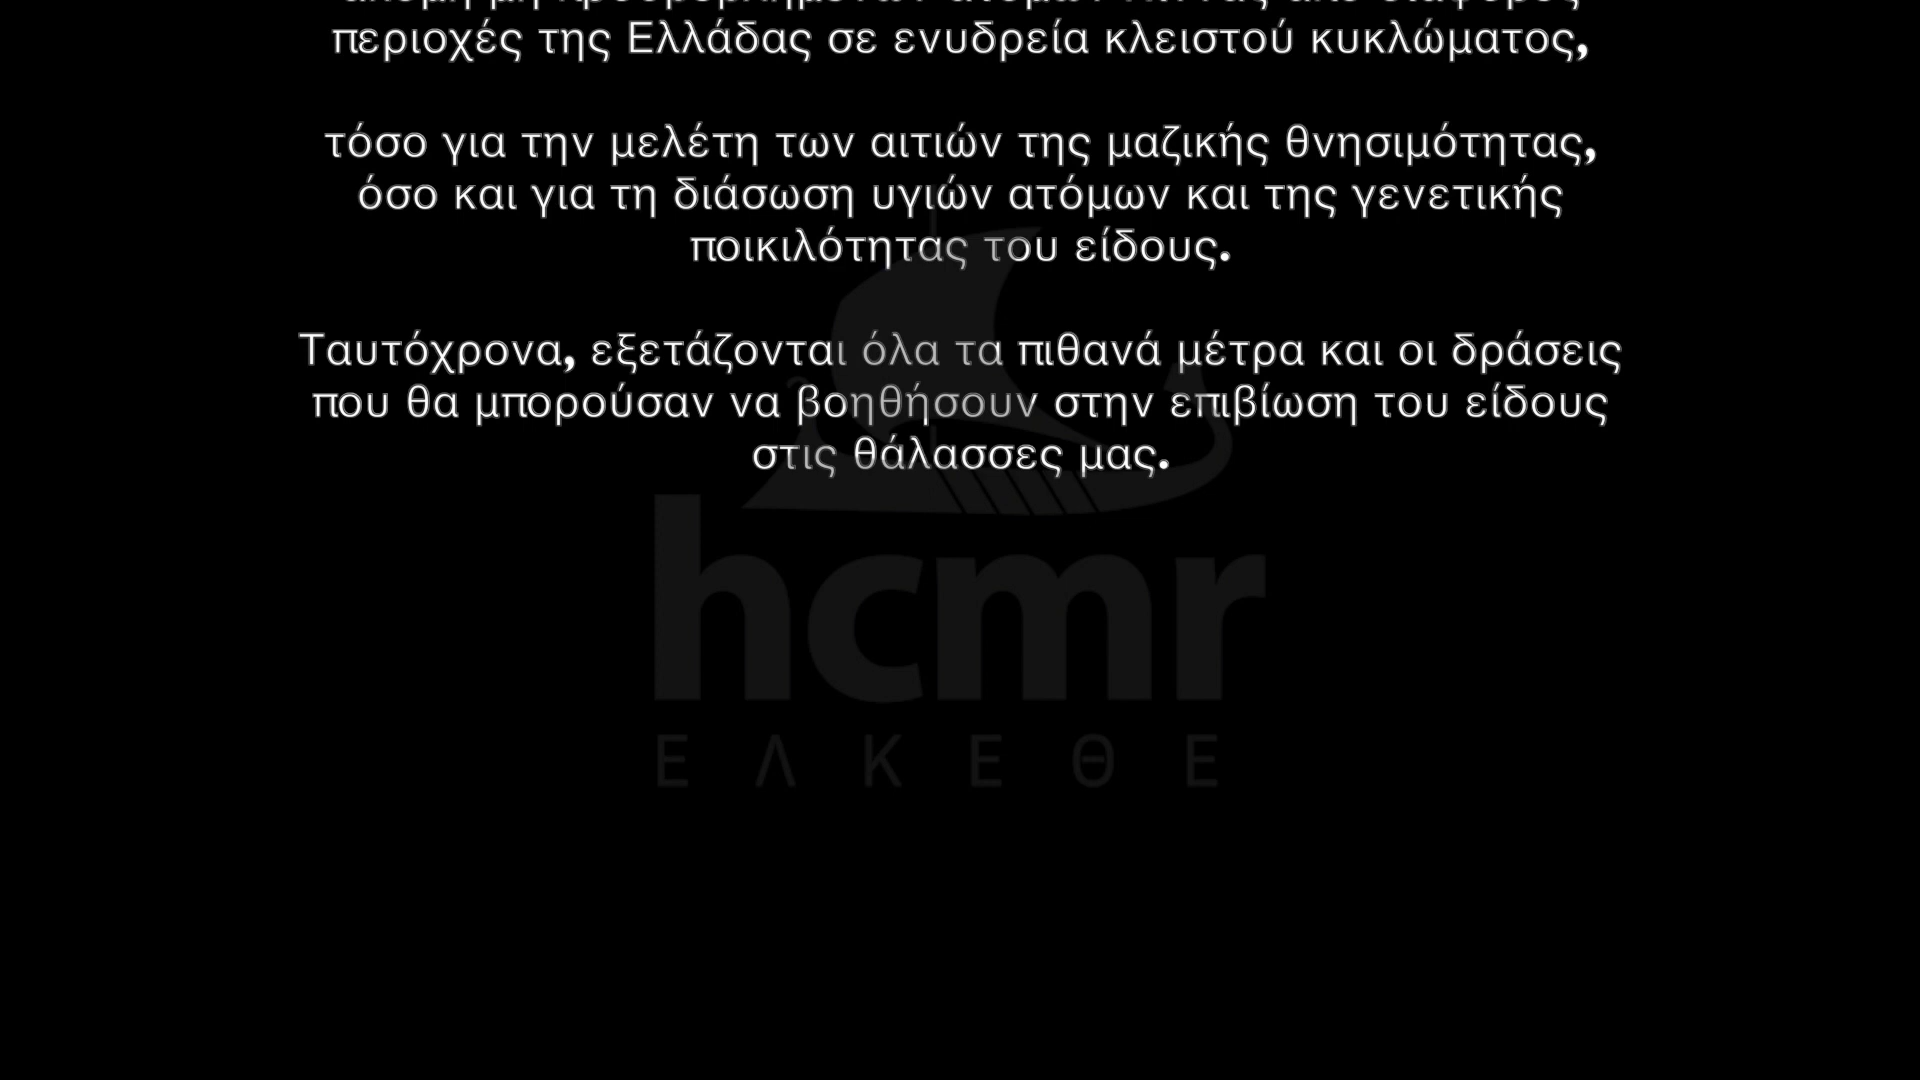 περιοχές της Ελλάδας σε ενυδρεία κλειστού κυκλώματος,
τόσο για την μελέτη των αιτιών της μαζικής θνησιμότητας,
όσο και για τη διάσωση υγιών ατόμων και της γενετικής
ποικιλότητας του είδους.
Ταυτόχρονα, εξετάζονται όλα τα πιθανά μέτρα και οι δράσεις
που θα μπορούσαν να βοηθήσουν στην επιβίωση του είδους
στις θάλασσες μας.
hcmr
ΕΛΚΕΘΕ